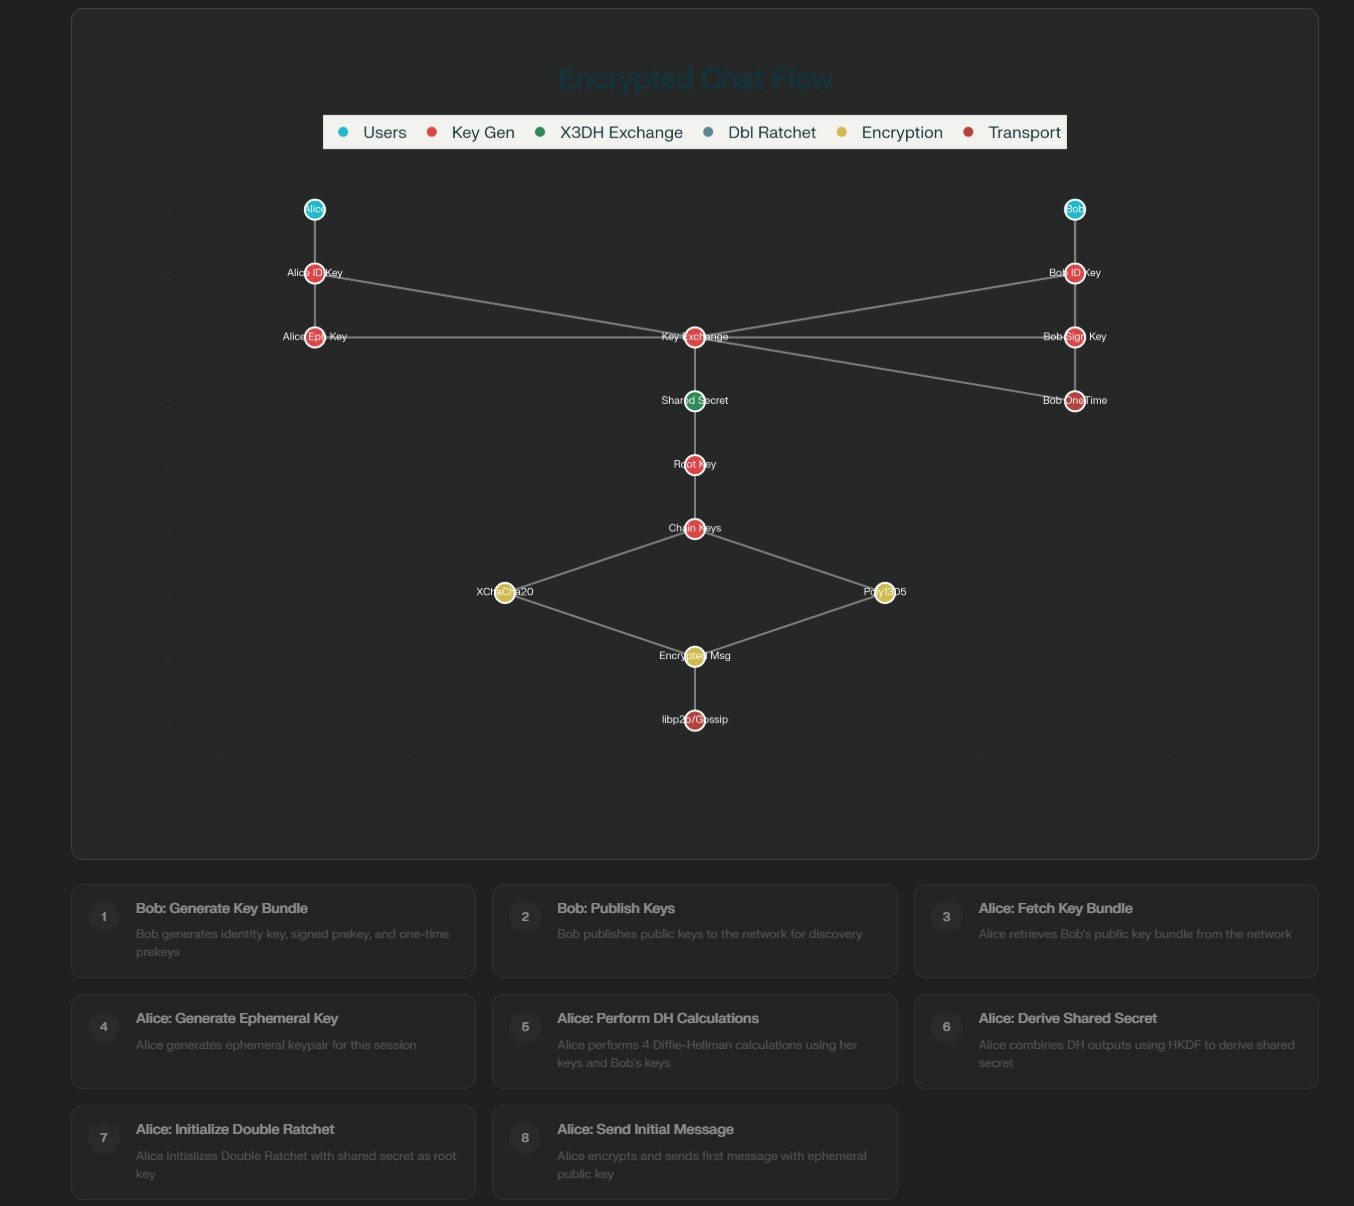 Encrypted Chat Flow
Users Key Gen X3DH Exchange Dbl Ratchet Encryption Transport
Alice Bob
Alice ID Key Bob ID Key
Alice Eph Key Key Exchange Bob Sign Key
Shared Secret Bob OneTime
Root Key
Chain Keys
XChaCha20 Poly1305
Encrypted Msg
libp2p/Gossip
1
Bob: Generate Key Bundle
Bob generates identity key, signed prekey, and one-time
prekeys
2
Bob: Publish Keys
Bob publishes public keys to the network for discovery
3
Alice: Fetch Key Bundle
Alice retrieves Bob's public key bundle from the network
4
Alice: Generate Ephemeral Key
Alice generates ephemeral keypair for this session
5
Alice: Perform DH Calculations
Alice performs 4 Diffie-Hellman calculations using her
keys and Bob's keys
6
Alice: Derive Shared Secret
Alice combines DH outputs using HKDF to derive shared
secret
7
Alice: Initialize Double Ratchet
Alice initializes Double Ratchet with shared secret as root
key
8
Alice: Send Initial Message
Alice encrypts and sends first message with ephemeral
public key